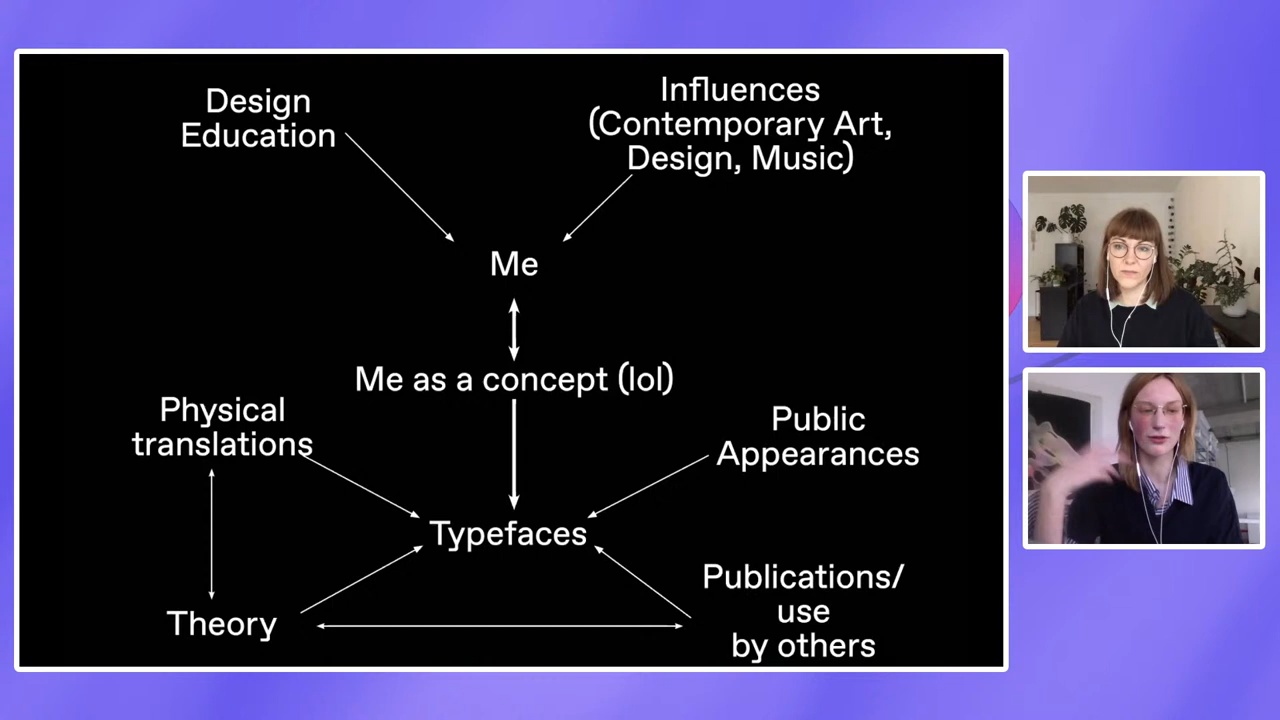 Design
Education
Influences
(Contemporary Art,
Design, Music)
Me
Me as a concept (lol)
Physical
translations
Public
Appearances
Typefaces
Theory
Publications/
use
by others